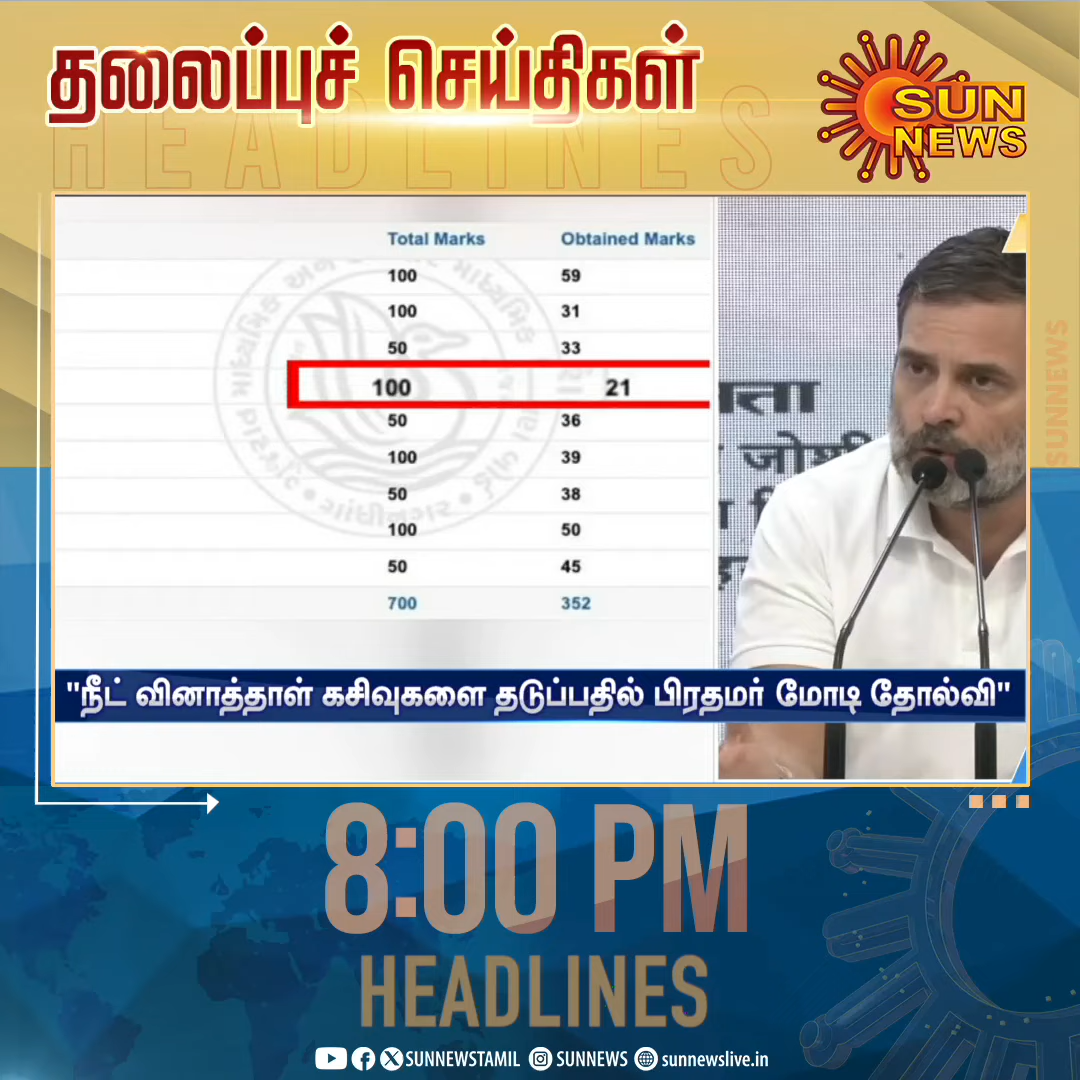 தலைப்புச் செய்திகள்
HEADLINES
SUN
NEWS
Total Marks Obtained Marks
100 59
100 31
50 33
100 21
50 36
100 39
50 38
100 50
50 45
700 352
ગાંધીનગર
जोशी
SUNNEWS
"நீட் வினாத்தாள் கசிவுகளை தடுப்பதில் பிரதமர் மோடி தோல்வி"
8:00 PM
HEADLINES
SUNNEWSTAMIL SUNNEWS sunnewslive.in